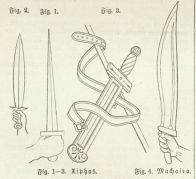 Fig. 2. Fig. 1. Fig. 3.
Fig. 1–3. Xiphos. Fig. 4. Machaira.